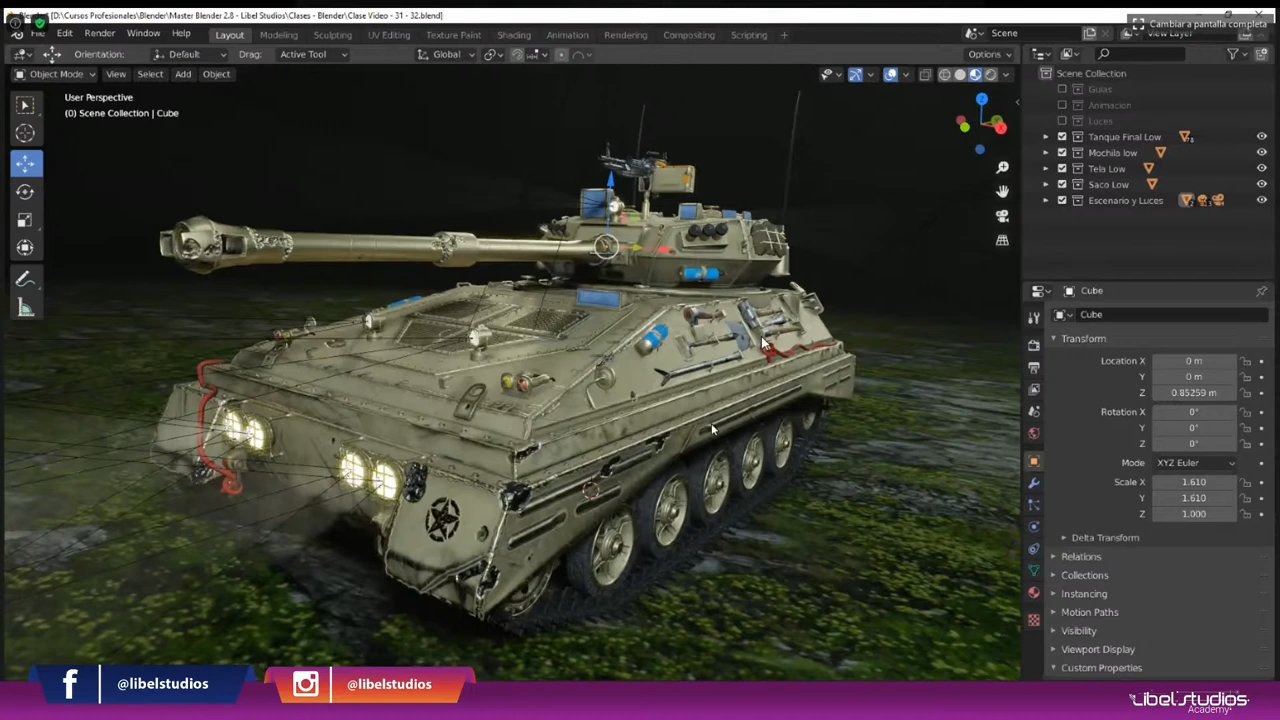 [D:\Cursos Profesionales\Blender\Master Blender 2.8 - Libel Studios\Clases - Blender\Clase Video - 31 - 32.blend]
Cambiar a pantalla completa
File Edit Render Window Help
Layout Modeling Sculpting UV Editing Texture Paint Shading Animation Rendering Compositing Scripting +
Scene
View Layer
Orientation: Default Drag: Active Tool
Global
Options
Object Mode View Select Add Object
User Perspective
(0) Scene Collection | Cube
Z
Scene Collection
Guias
Animacion
Luces
Tanque Final Low
Mochila low
Tela Low
Saco Low
Escenario y Luces
Cube
Cube
Transform
Location X 0 m
Y 0 m
Z 0.85259 m
Rotation X 0°
Y 0°
Z 0°
Mode XYZ Euler
Scale X 1.610
Y 1.610
Z 1.000
Delta Transform
Relations
Collections
Instancing
Motion Paths
Visibility
Viewport Display
Custom Properties
f @libelstudios
@libelstudios
Libel Studios
Academy